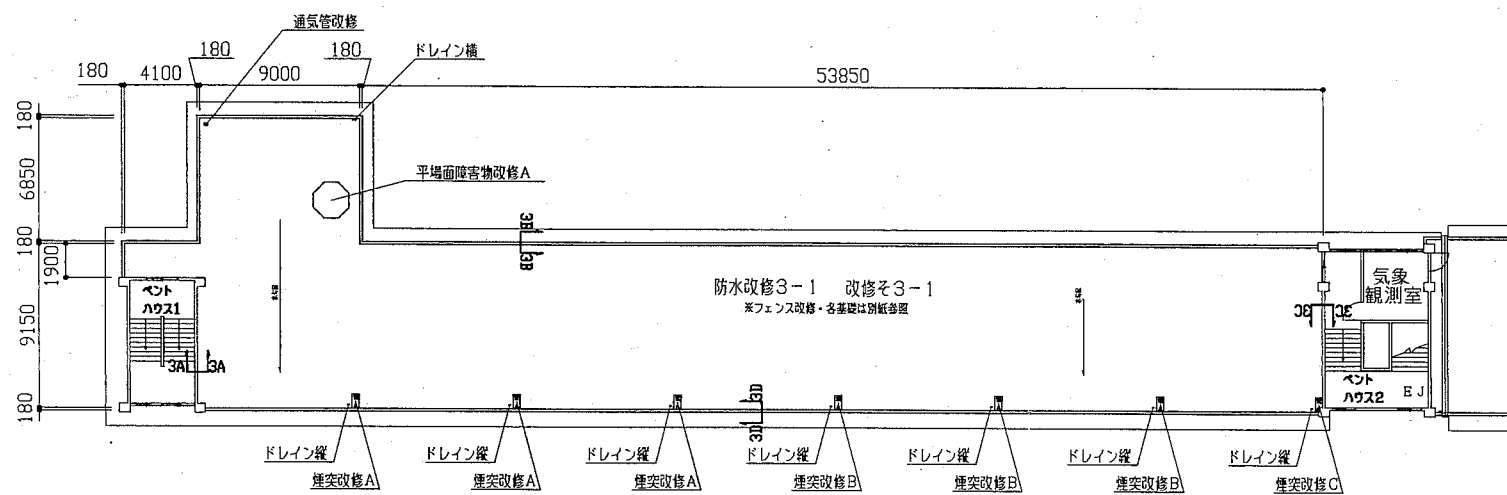 通気管改修
ドレイン横
180
180
180
4100
9000
53850
180
6850
180
1900
9150
180
平場面障害物改修A
3B
3B
防水改修3-1 改修そ3-1
※フェンス改修・各基礎は別紙参照
ペント
ハウス1
3A
3A
気象
観測室
3C
3C
ペント
ハウス2
EJ
3D
3D
ドレイン縦
ドレイン縦
ドレイン縦
ドレイン縦
ドレイン縦
ドレイン縦
ドレイン縦
煙突改修A
煙突改修A
煙突改修A
煙突改修B
煙突改修B
煙突改修B
煙突改修C